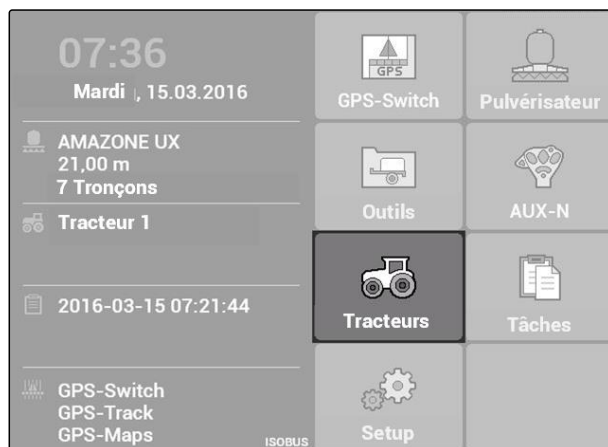 07:36
Mardi , 15.03.2016
AMAZONE UX
21,00 m
7 Tronçons
Tracteur 1
2016-03-15 07:21:44
GPS-Switch
GPS-Track
GPS-Maps
ISOBUS
GPS
GPS-Switch
Pulvérisateur
Outils
AUX-N
Tracteurs
Tâches
Setup